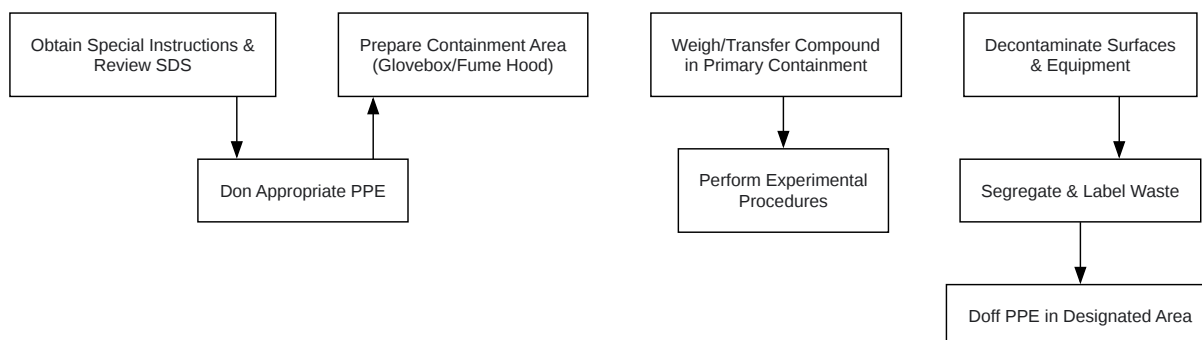 Obtain Special Instructions &
Review SDS
Prepare Containment Area
(Glovebox/Fume Hood)
Weigh/Transfer Compound
in Primary Containment
Decontaminate Surfaces
& Equipment
Don Appropriate PPE
Perform Experimental
Procedures
Segregate & Label Waste
Doff PPE in Designated Area